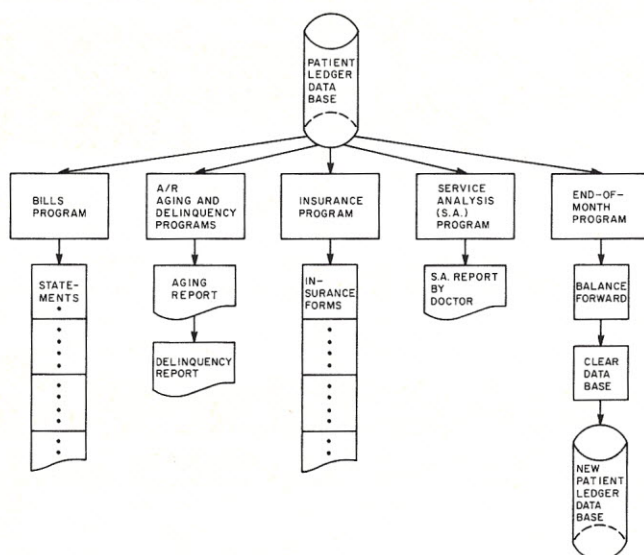 PATIENT
LEDGER
DATA
BASE
BILLS
PROGRAM
A/R
AGING AND
DELINQUENCY
PROGRAMS
INSURANCE
PROGRAM
SERVICE
ANALYSIS
(S.A.)
PROGRAM
END-OF-
MONTH
PROGRAM
STATE-
MENTS
AGING
REPORT
DELINQUENCY
REPORT
IN-
SURANCE
FORMS
S.A. REPORT
BY
DOCTOR
BALANCE
FORWARD
CLEAR
DATA
BASE
NEW
PATIENT
LEDGER
DATA
BASE